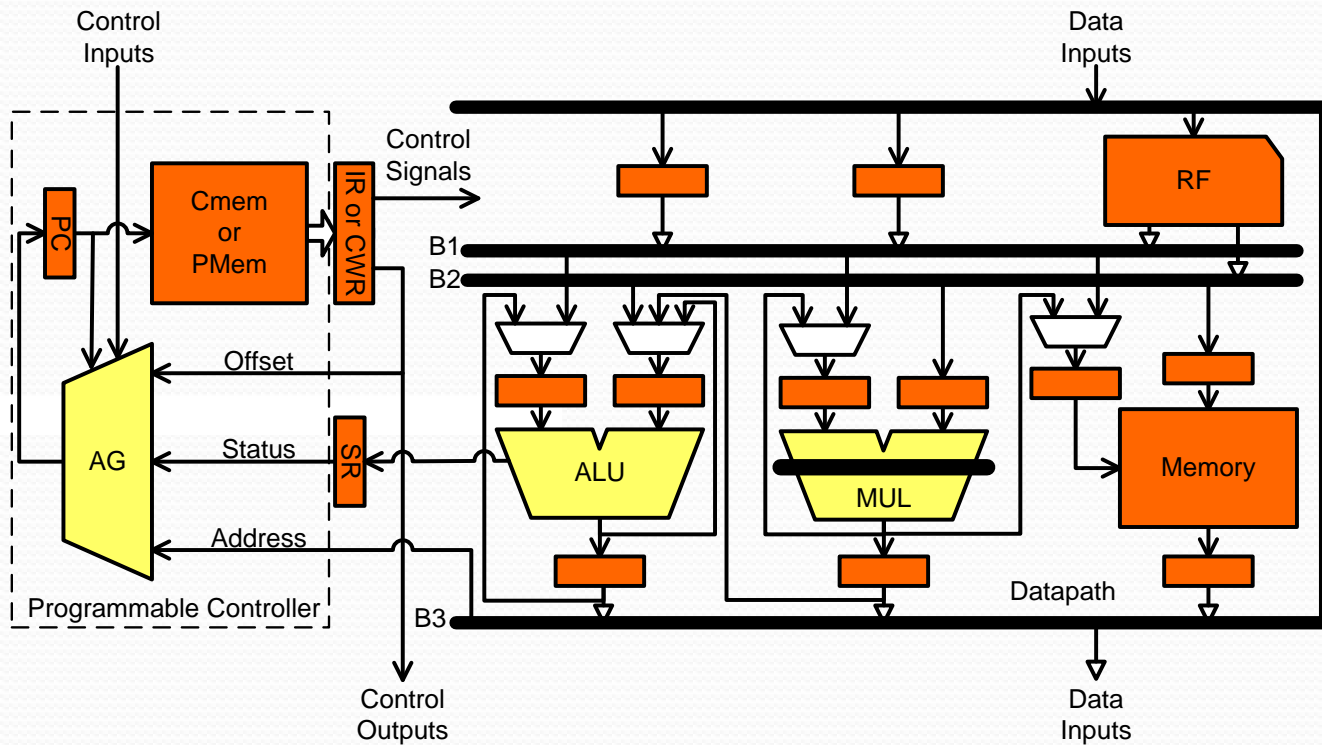 Control
Inputs
Data
Inputs
Control
Signals
PC
Cmem
or
PMem
IR or CWR
RF
B1
B2
Offset
AG
Status
SR
ALU
MUL
Memory
Address
Programmable Controller
Datapath
B3
Control
Outputs
Data
Inputs